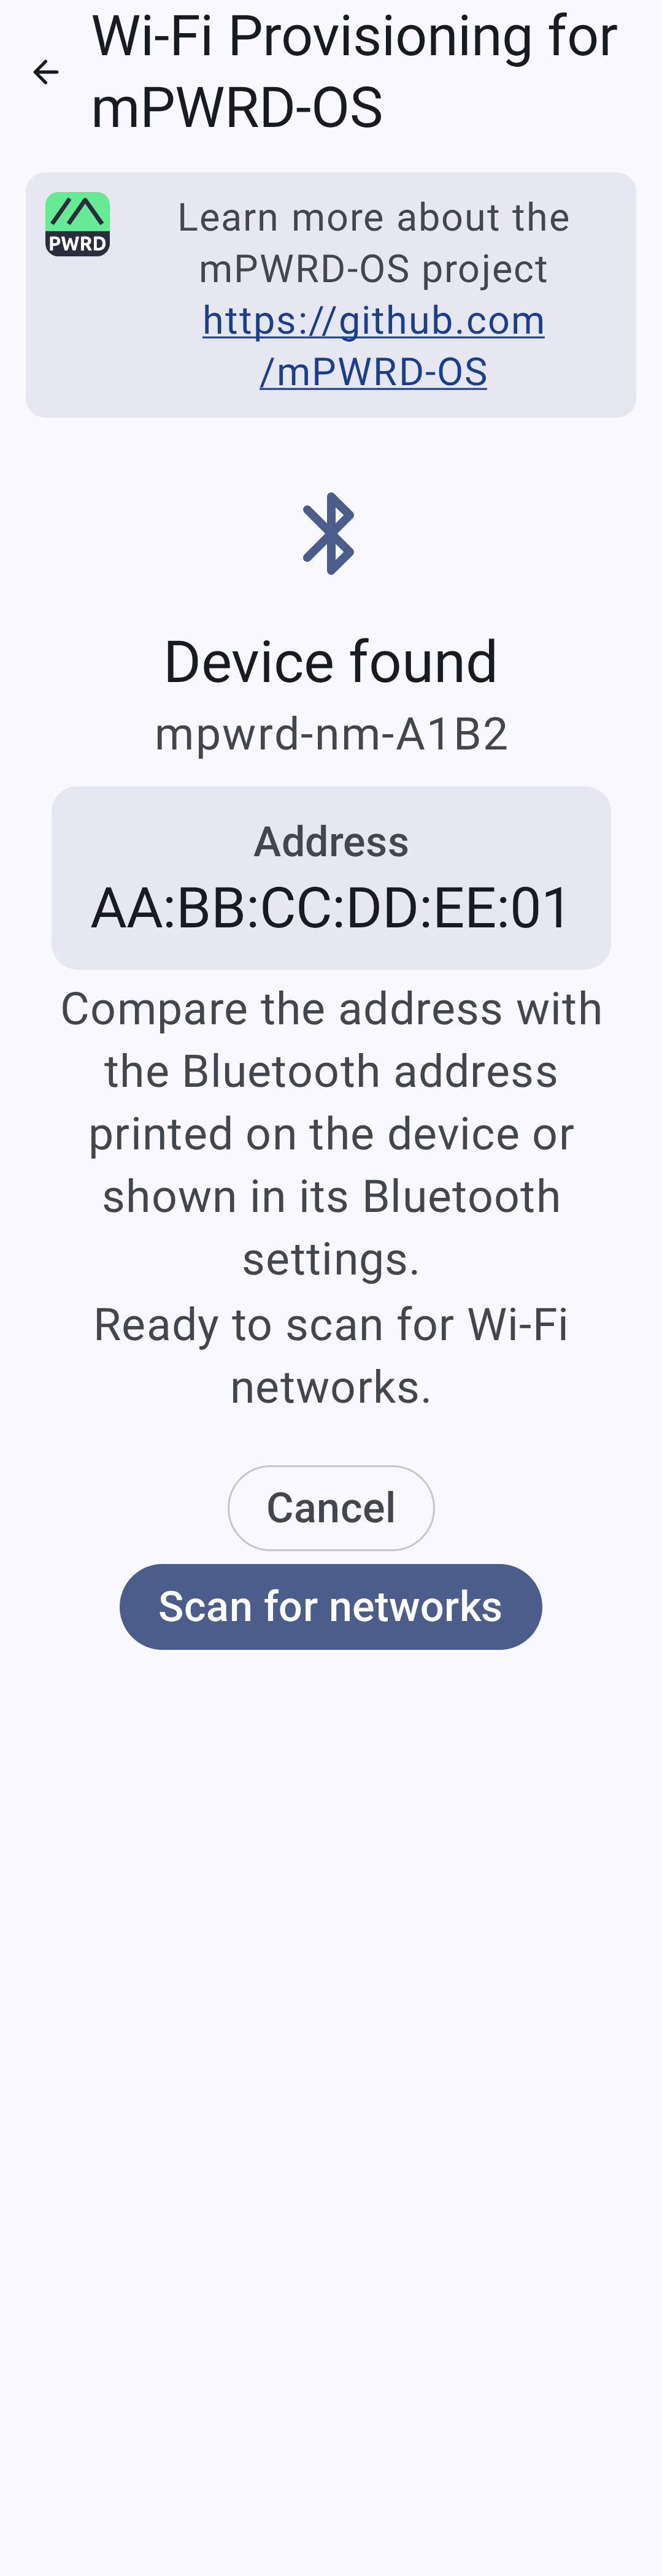 Wi-Fi Provisioning for
mPWRD-OS
PWRD
Learn more about the
mPWRD-OS project
https://github.com
/mPWRD-OS
Device found
mpwrd-nm-A1B2
Address
AA:BB:CC:DD:EE:01
Compare the address with
the Bluetooth address
printed on the device or
shown in its Bluetooth
settings.
Ready to scan for Wi-Fi
networks.
Cancel
Scan for networks